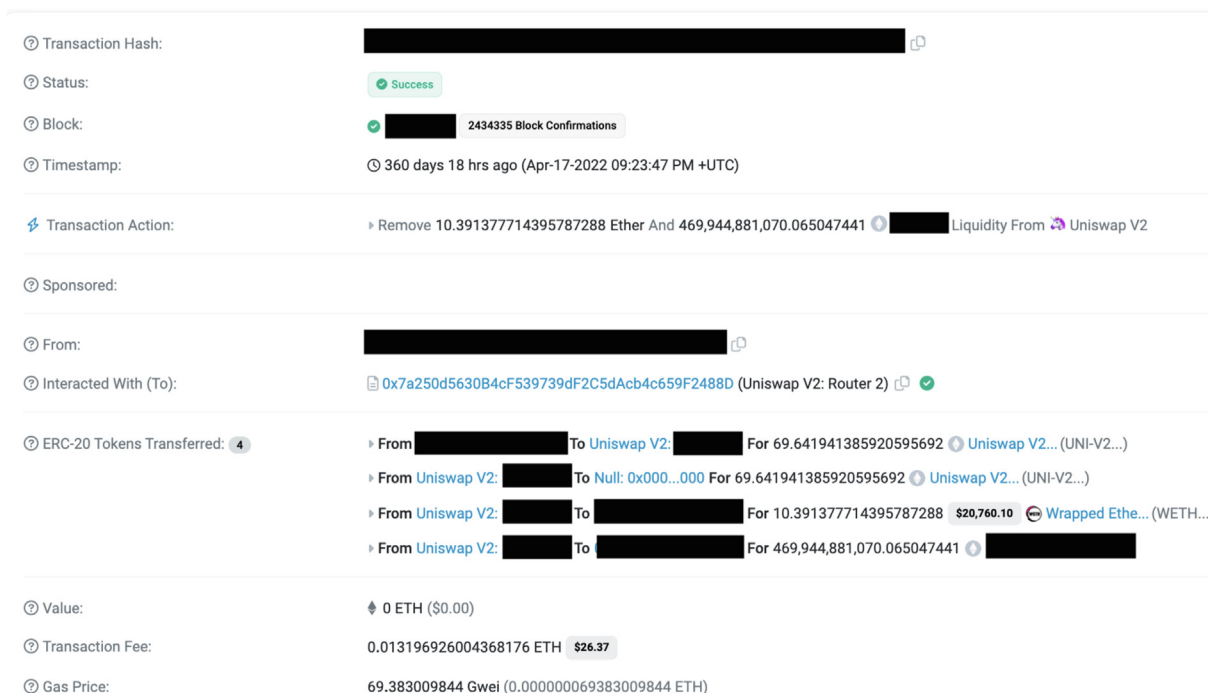 Transaction Hash:
Status: Success
Block: 2434335 Block Confirmations
Timestamp: 360 days 18 hrs ago (Apr-17-2022 09:23:47 PM +UTC)
Transaction Action: Remove 10.391377714395787288 Ether And 469,944,881,070.065047441 Liquidity From Uniswap V2
Sponsored:
From:
Interacted With (To): 0x7a250d5630B4cF539739dF2C5dAcb4c659F2488D (Uniswap V2: Router 2)
ERC-20 Tokens Transferred: 4 From To Uniswap V2: For 69.641941385920595692 Uniswap V2... (UNI-V2...)
From Uniswap V2: To Null: 0x000...000 For 69.641941385920595692 Uniswap V2... (UNI-V2...)
From Uniswap V2: To For 10.391377714395787288 $20,760.10 Wrapped Ethe... (WETH...
From Uniswap V2: To For 469,944,881,070.065047441
Value: 0 ETH ($0.00)
Transaction Fee: 0.013196926004368176 ETH $26.37
Gas Price: 69.383009844 Gwei (0.000000069383009844 ETH)